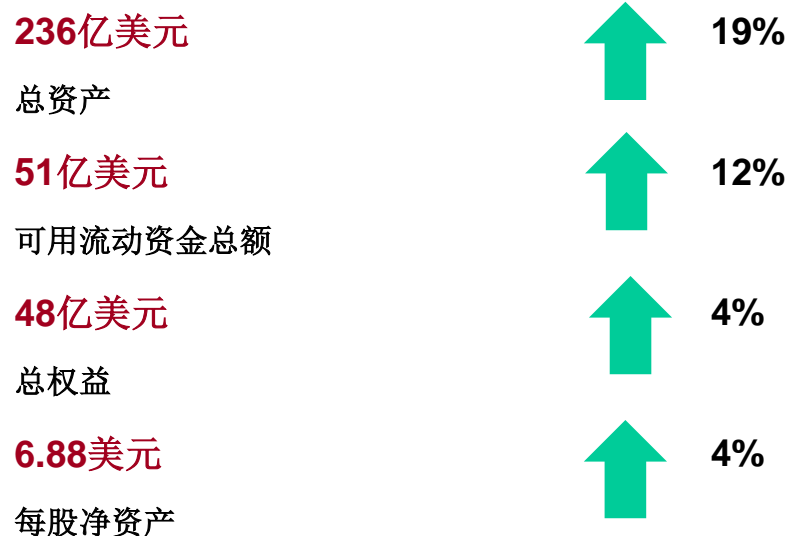 236亿美元 19%
总资产
51亿美元 12%
可用流动资金总额
48亿美元 4%
总权益
6.88美元 4%
每股净资产